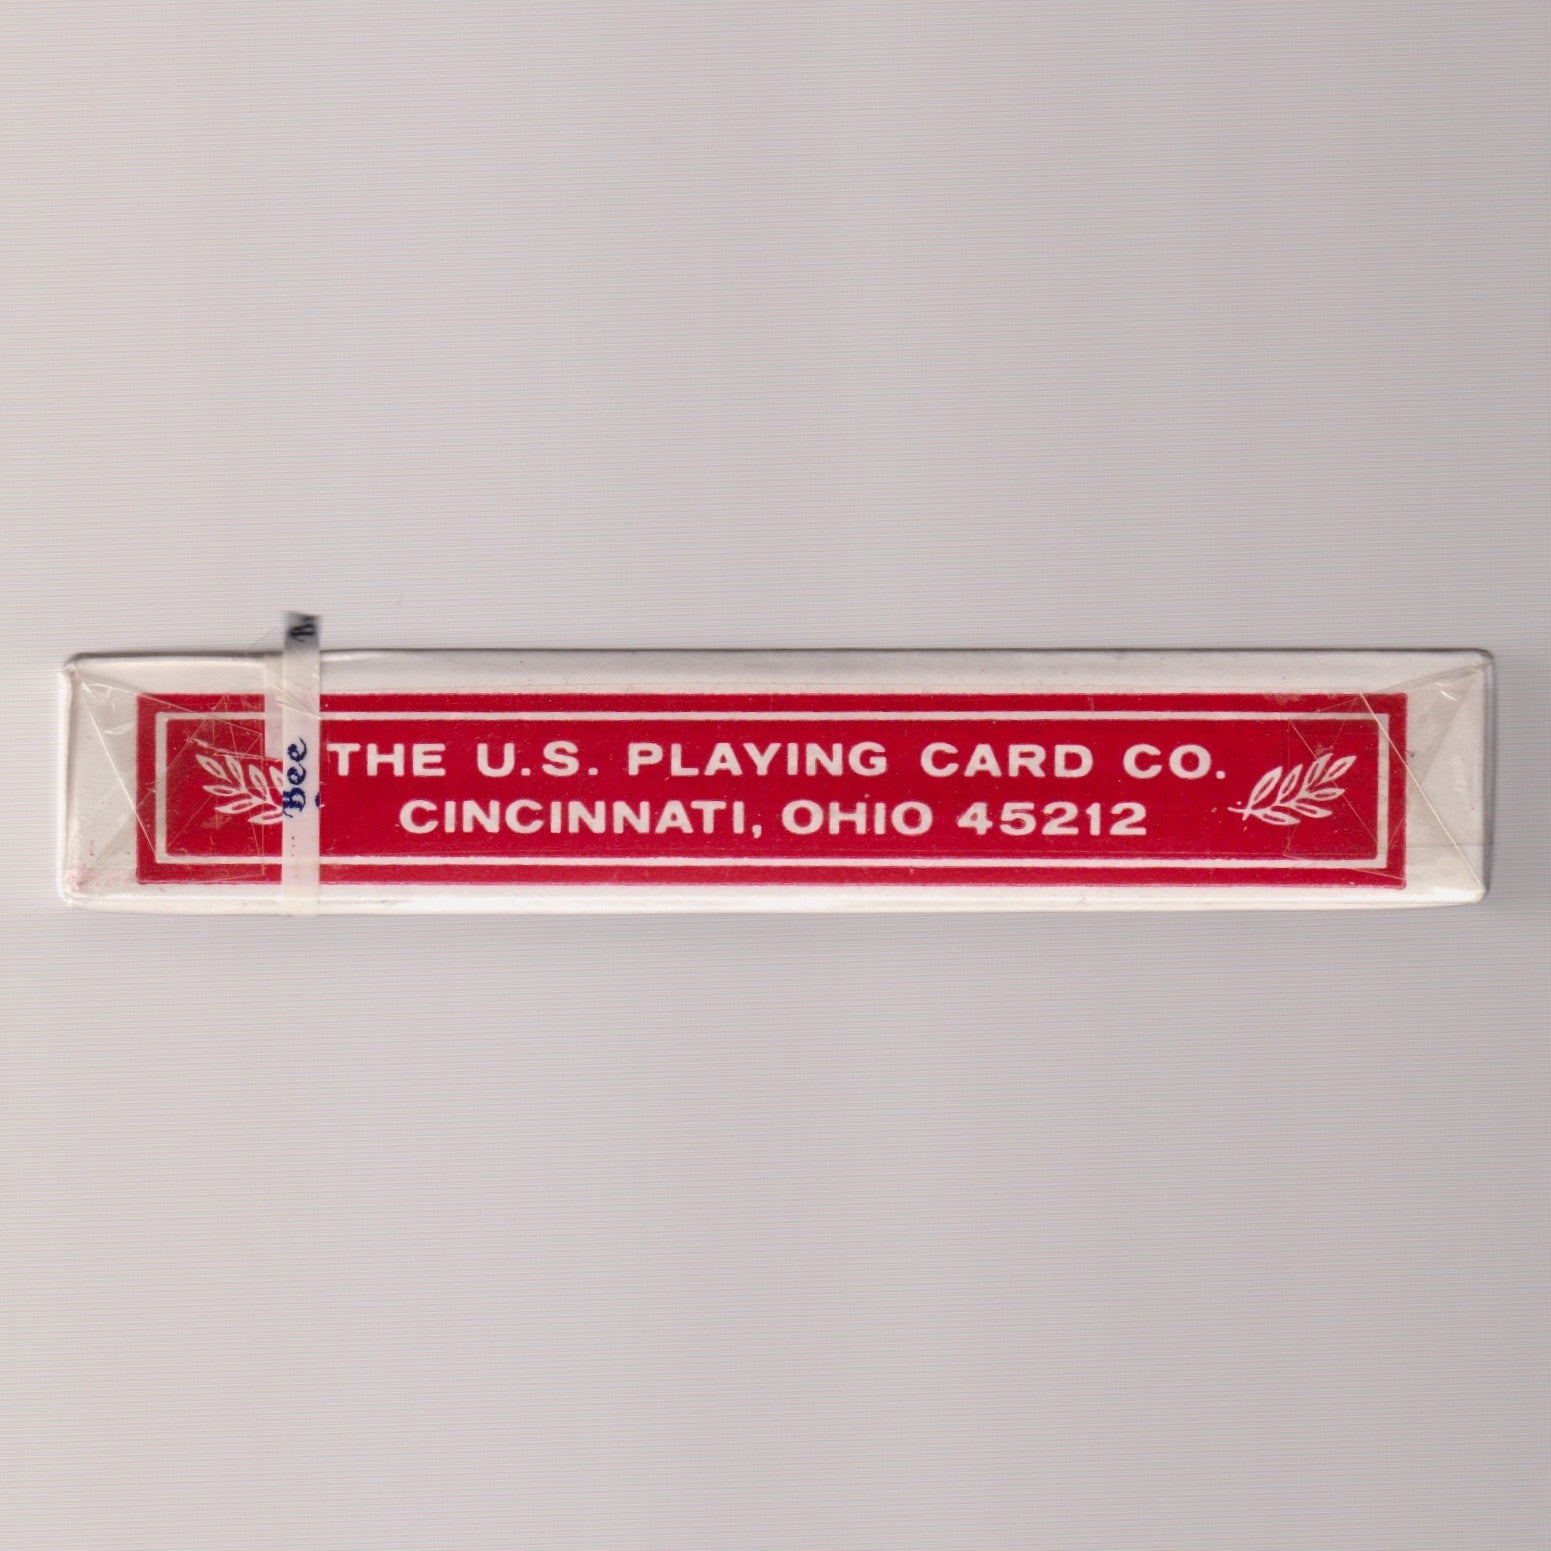 THE U.S. PLAYING CARD CO.
CINCINNATI, OHIO 45212
Bee